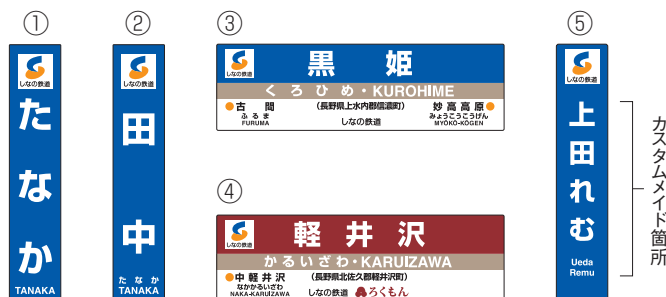 ①
しなの鉄道
たなか
TANAKA
②
しなの鉄道
田中
たなか
TANAKA
③
しなの鉄道
黒姫
くろひめ・KUROHIME
古間
ふるま
FURUMA
(長野県上水内郡信濃町)
しなの鉄道
妙高高原
みょうこうこうげん
MYŌKŌ-KŌGEN
④
しなの鉄道
軽井沢
かるいざわ・KARUIZAWA
中軽井沢
なかかるいざわ
NAKA-KARUIZAWA
(長野県北佐久郡軽井沢町)
しなの鉄道 ろくもん
⑤
しなの鉄道
上田れむ
Ueda
Remu
カスタムメイド箇所